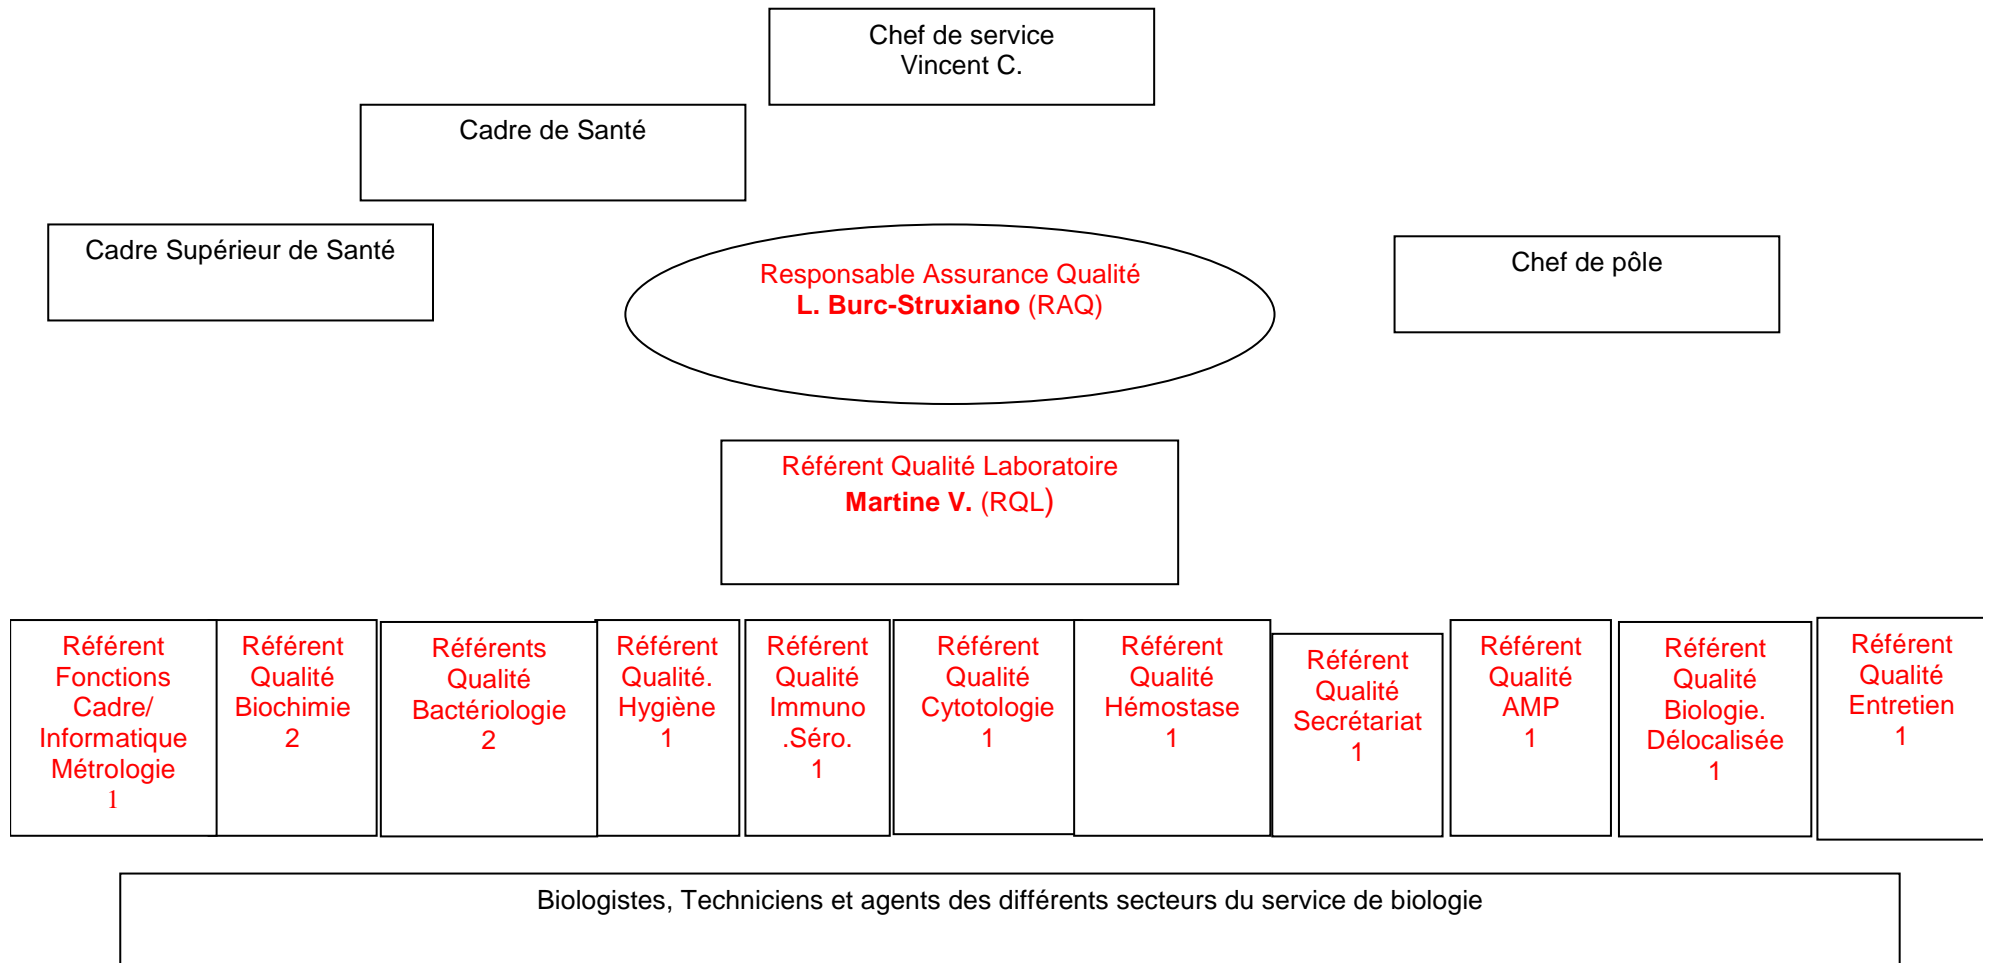 Chef de service
Vincent C.
Cadre de Santé
Cadre Supérieur de Santé
Responsable Assurance Qualité
L. Burc-Struxiano (RAQ)
Chef de pôle
Référent Qualité Laboratoire
Martine V. (RQL)
Référent
Fonctions
Cadre/
Informatique
Métrologie
1
Référent
Qualité
Biochimie
2
Référents
Qualité
Bactériologie
2
Référent
Qualité.
Hygiène
1
Référent
Qualité
Immuno
.Séro.
1
Référent
Qualité
Cytotologie
1
Référent
Qualité
Hémostase
1
Référent
Qualité
Secrétariat
1
Référent
Qualité
AMP
1
Référent
Qualité
Biologie.
Délocalisée
1
Référent
Qualité
Entretien
1
Biologistes, Techniciens et agents des différents secteurs du service de biologie